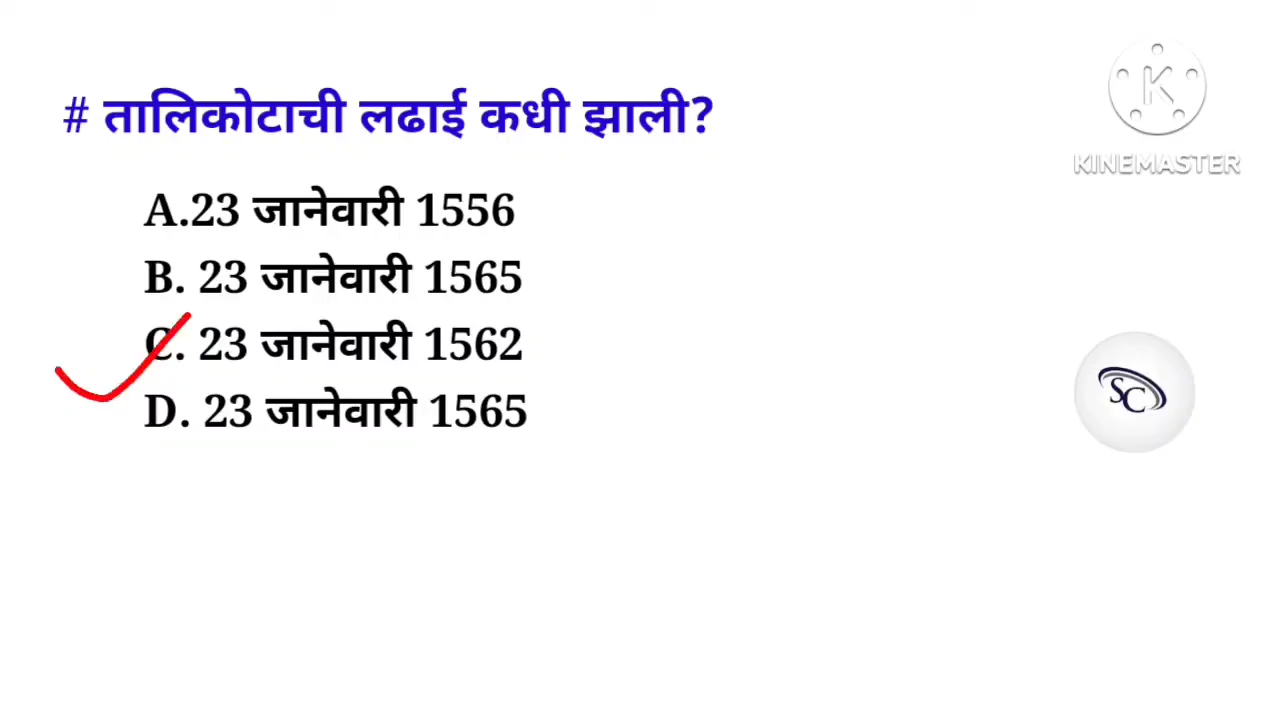 # तालिकोटाची लढाई कधी झाली?
A.23 जानेवारी 1556
B. 23 जानेवारी 1565
C. 23 जानेवारी 1562
D. 23 जानेवारी 1565
K
KINEMASTER
SC